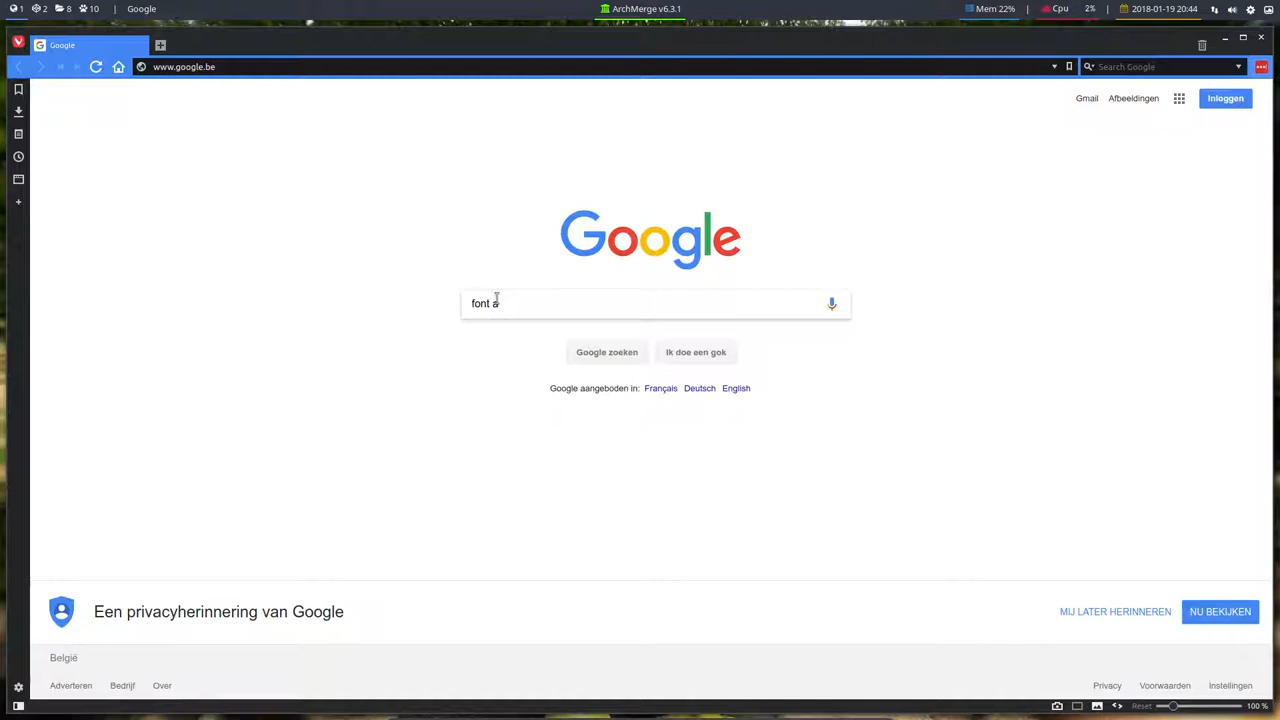 1 2 8 10 | Google
ArchMerge v6.3.1
Mem 22% | Cpu 2% | 2018-01-19 20:44
Google
www.google.be
Search Google
Gmail Afbeeldingen Inloggen
Google
font a
Google zoeken Ik doe een gok
Google aangeboden in: Français Deutsch English
Een privacyherinnering van Google
MIJ LATER HERINNEREN NU BEKIJKEN
België
Adverteren Bedrijf Over
Privacy Voorwaarden Instellingen
Reset 100 %